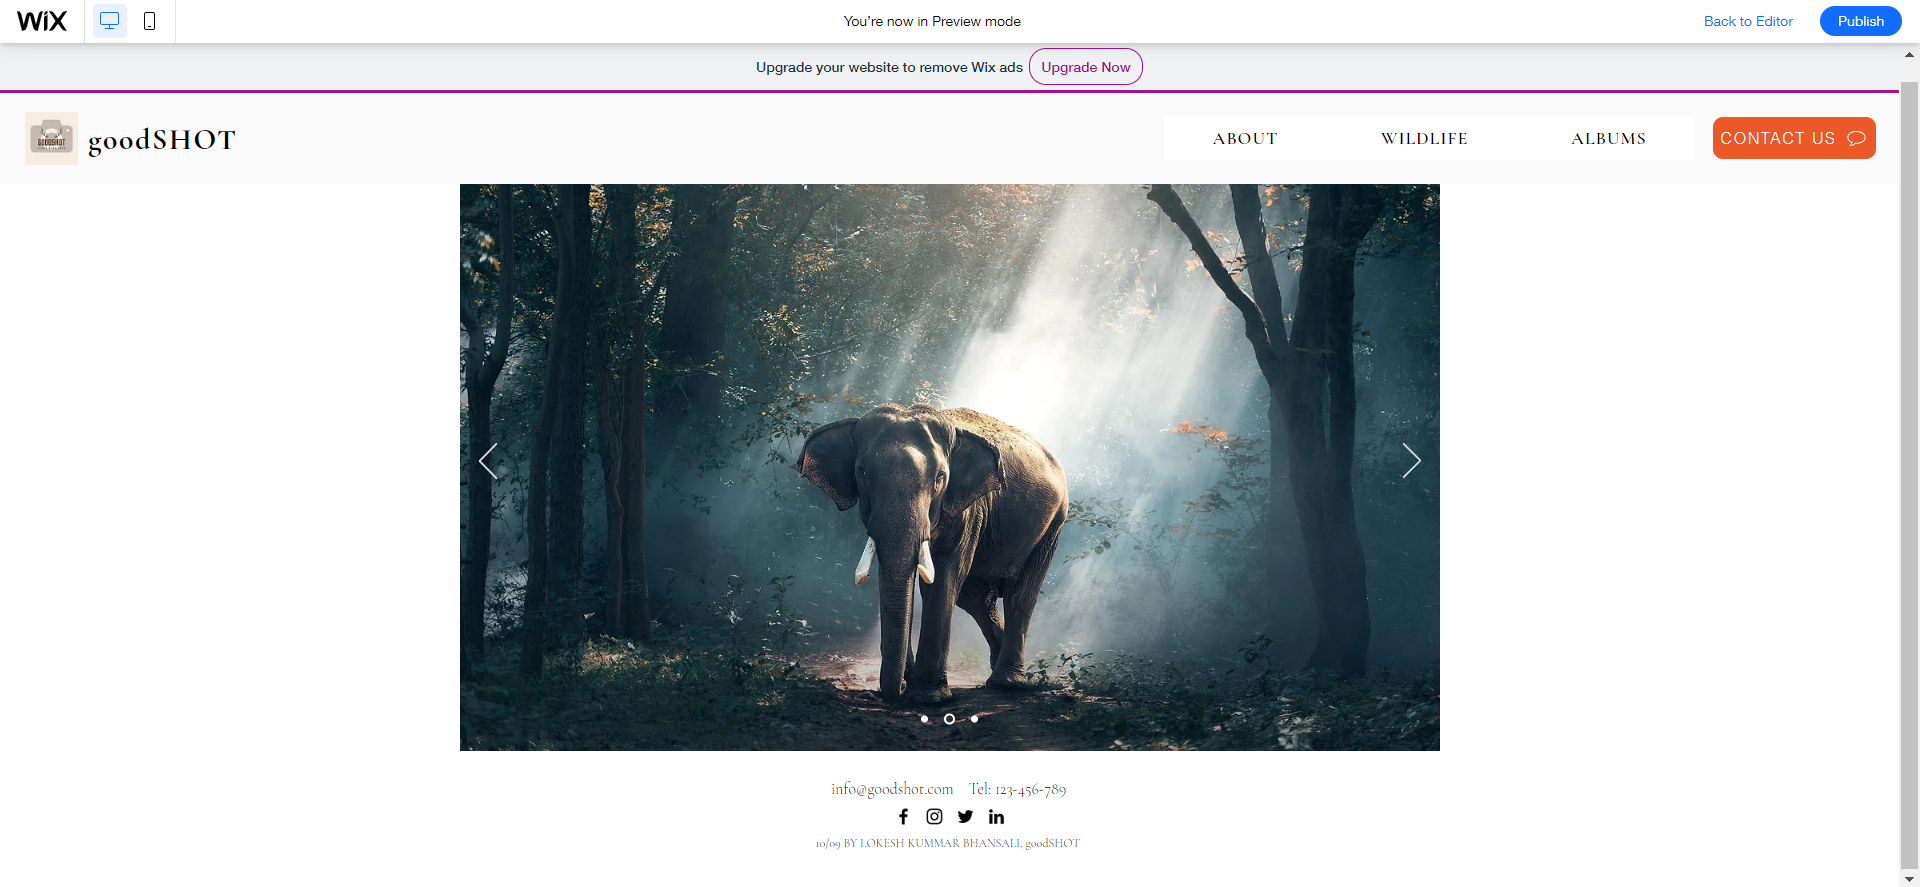 WiX
You're now in Preview mode
Back to Editor
Publish
Upgrade your website to remove Wix ads
Upgrade Now
GOODSHOT
goodSHOT
ABOUT
WILDLIFE
ALBUMS
CONTACT US
info@goodshot.com Tel: 123-456-789
10/09 BY LOKESH KUMMAR BHANSALI, goodSHOT